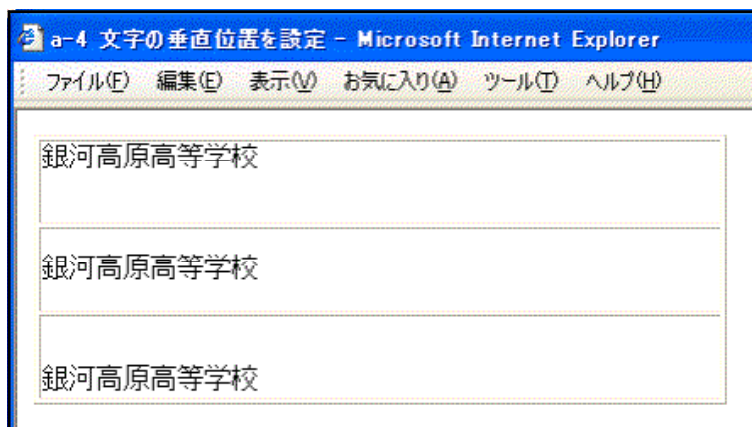 a-4 文字の垂直位置を設定 - Microsoft Internet Explorer
ファイル(F) 編集(E) 表示(V) お気に入り(A) ツール(T) ヘルプ(H)
銀河高原高等学校
銀河高原高等学校
銀河高原高等学校